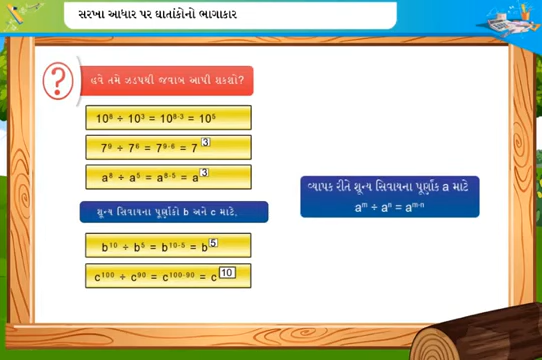 સરખા આધાર પર ઘાતાંકોનો ભાગાકાર
?
હવે તમે ઝડપથી જવાબ આપી શકશો?
10⁸ ÷ 10³ = 10⁸⁻³ = 10⁵
7⁹ ÷ 7⁶ = 7⁹⁻⁶ = 7³
a⁸ ÷ a⁵ = a⁸⁻⁵ = a³
શૂન્ય સિવાયના પૂર્ણાંકો b અને c માટે,
b¹⁰ ÷ b⁵ = b¹⁰⁻⁵ = b⁵
c¹⁰⁰ ÷ c⁹⁰ = c¹⁰⁰⁻⁹⁰ = c¹⁰
વ્યાપક રીતે શૂન્ય સિવાયના પૂર્ણાંક a માટે
aᵐ ÷ aⁿ = aᵐ⁻ⁿ